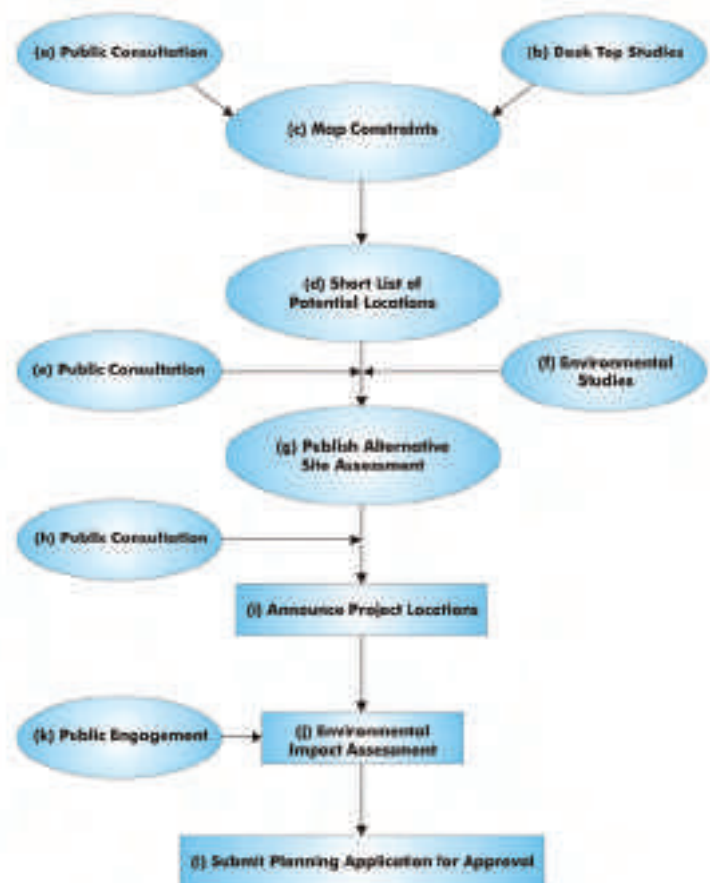 (a) Public Consultation
(b) Desk Top Studies
(c) Map Constraints
(d) Short List of
Potential Locations
(e) Public Consultation
(f) Environmental
Studies
(g) Publish Alternative
Site Assessment
(h) Public Consultation
(i) Announce Project Locations
(k) Public Engagement
(j) Environmental
Impact Assessment
(l) Submit Planning Application for Approval